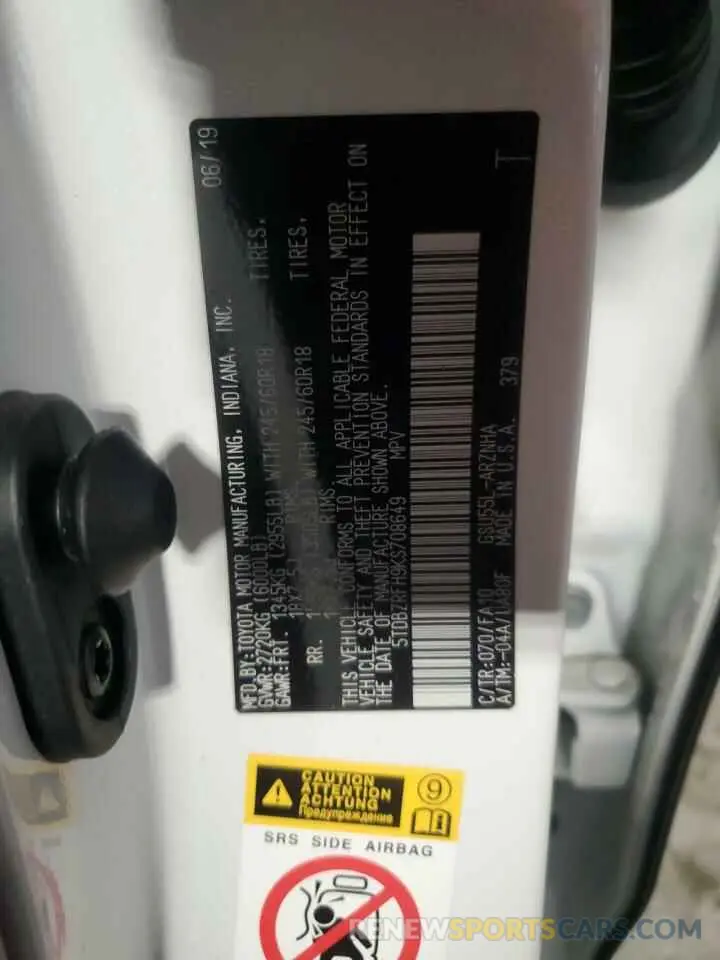 MFD.BY:TOYOTA MOTOR MANUFACTURING, INDIANA, INC. 06/19
GVWR:2720KG (6000LB)
GAWR:FRT. 1345KG (2955LB) WITH 245/60R18 TIRES,
RIMS,
RR. WITH 245/60R18 TIRES,
RIMS,
THIS VEHICLE CONFORMS TO ALL APPLICABLE FEDERAL MOTOR
VEHICLE SAFETY AND THEFT PREVENTION STANDARDS IN EFFECT ON
THE DATE OF MANUFACTURE SHOWN ABOVE.
5TDBZRFH9KS708649 MPV T
C/TR:070/FA10 GSU55L-ARZNHA
A/TM:-04A/UA80F MADE IN U.S.A. 379
CAUTION
ATTENTION
ACHTUNG
Предупреждение
9
SRS SIDE AIRBAG
RENEWSPORTSCARS.COM